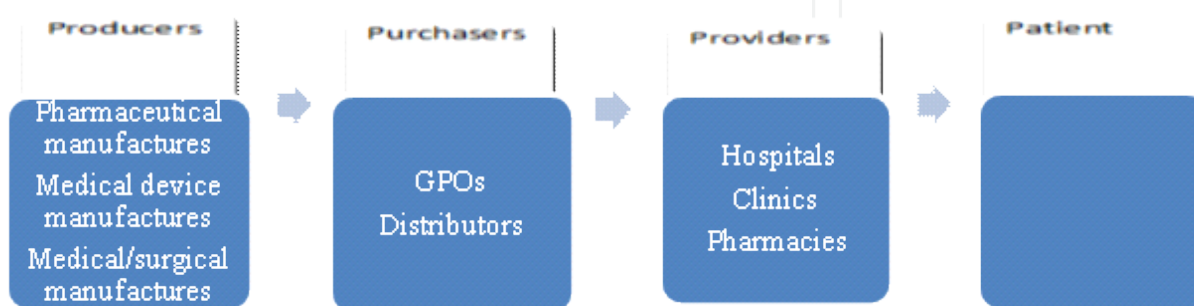 Producers
Purchasers
Providers
Patient
Pharmaceutical
manufactures
Medical device
manufactures
Medical/surgical
manufactures
GPOs
Distributors
Hospitals
Clinics
Pharmacies